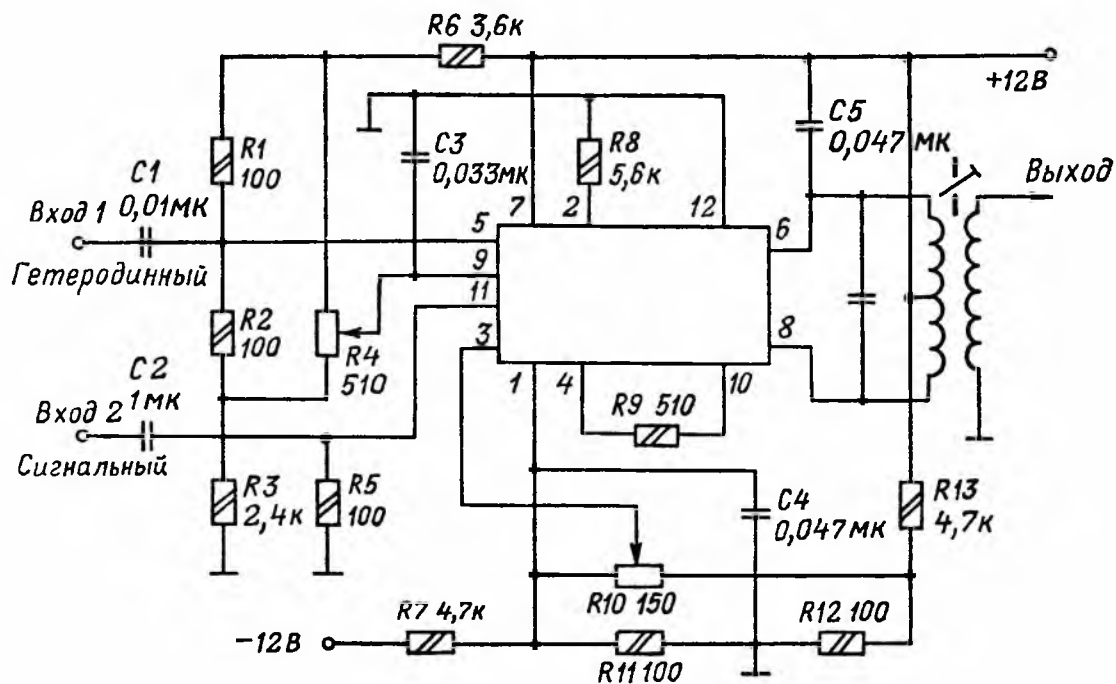 R6 3,6к
+12В
R1
100
C3
0,033мк
R8
5,6к
C5
0,047 мк
C1
0,01мк
Вход 1
Гетеродинный
Выход
7
2
12
5
9
11
3
6
8
1
4
10
R2
100
R4
510
C2
1мк
Вход 2
Сигнальный
R9 510
R3
2,4к
R5
100
C4
0,047мк
R13
4,7к
R10 150
R7 4,7к
−12В
R11 100
R12 100